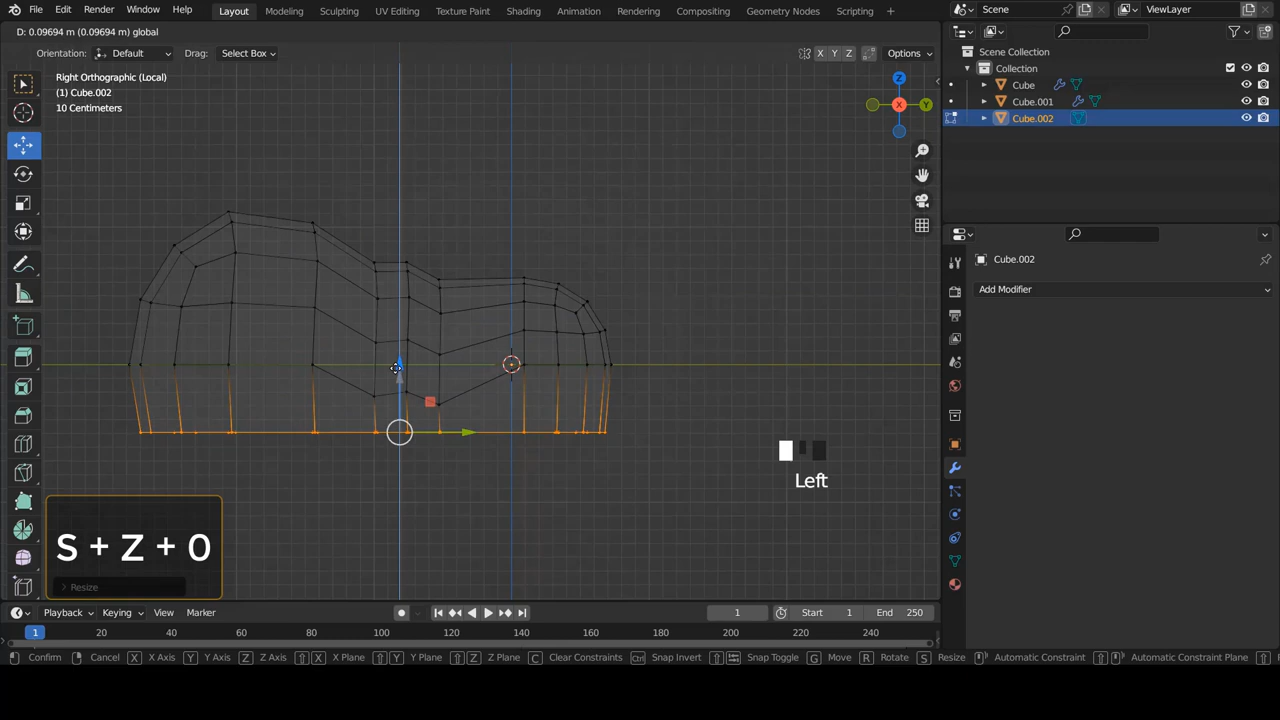 File Edit Render Window Help Layout Modeling Sculpting UV Editing Texture Paint Shading Animation Rendering Compositing Geometry Nodes Scripting + Scene ViewLayer
D: 0.09694 m (0.09694 m) global
Orientation: Default Drag: Select Box X Y Z Options
Scene Collection
Collection
Cube
Cube.001
Cube.002
Right Orthographic (Local)
(1) Cube.002
10 Centimeters
Z
X
Y
Cube.002
Add Modifier
Left
S + Z + 0
Resize
Playback Keying View Marker 1 Start 1 End 250
1 20 40 60 80 100 120 140 160 180 200 220 240
Confirm Cancel X X Axis Y Y Axis Z Z Axis X X Plane Y Y Plane Z Z Plane C Clear Constraints Ctrl Snap Invert Snap Toggle G Move R Rotate S Resize Automatic Constraint Automatic Constraint Plane